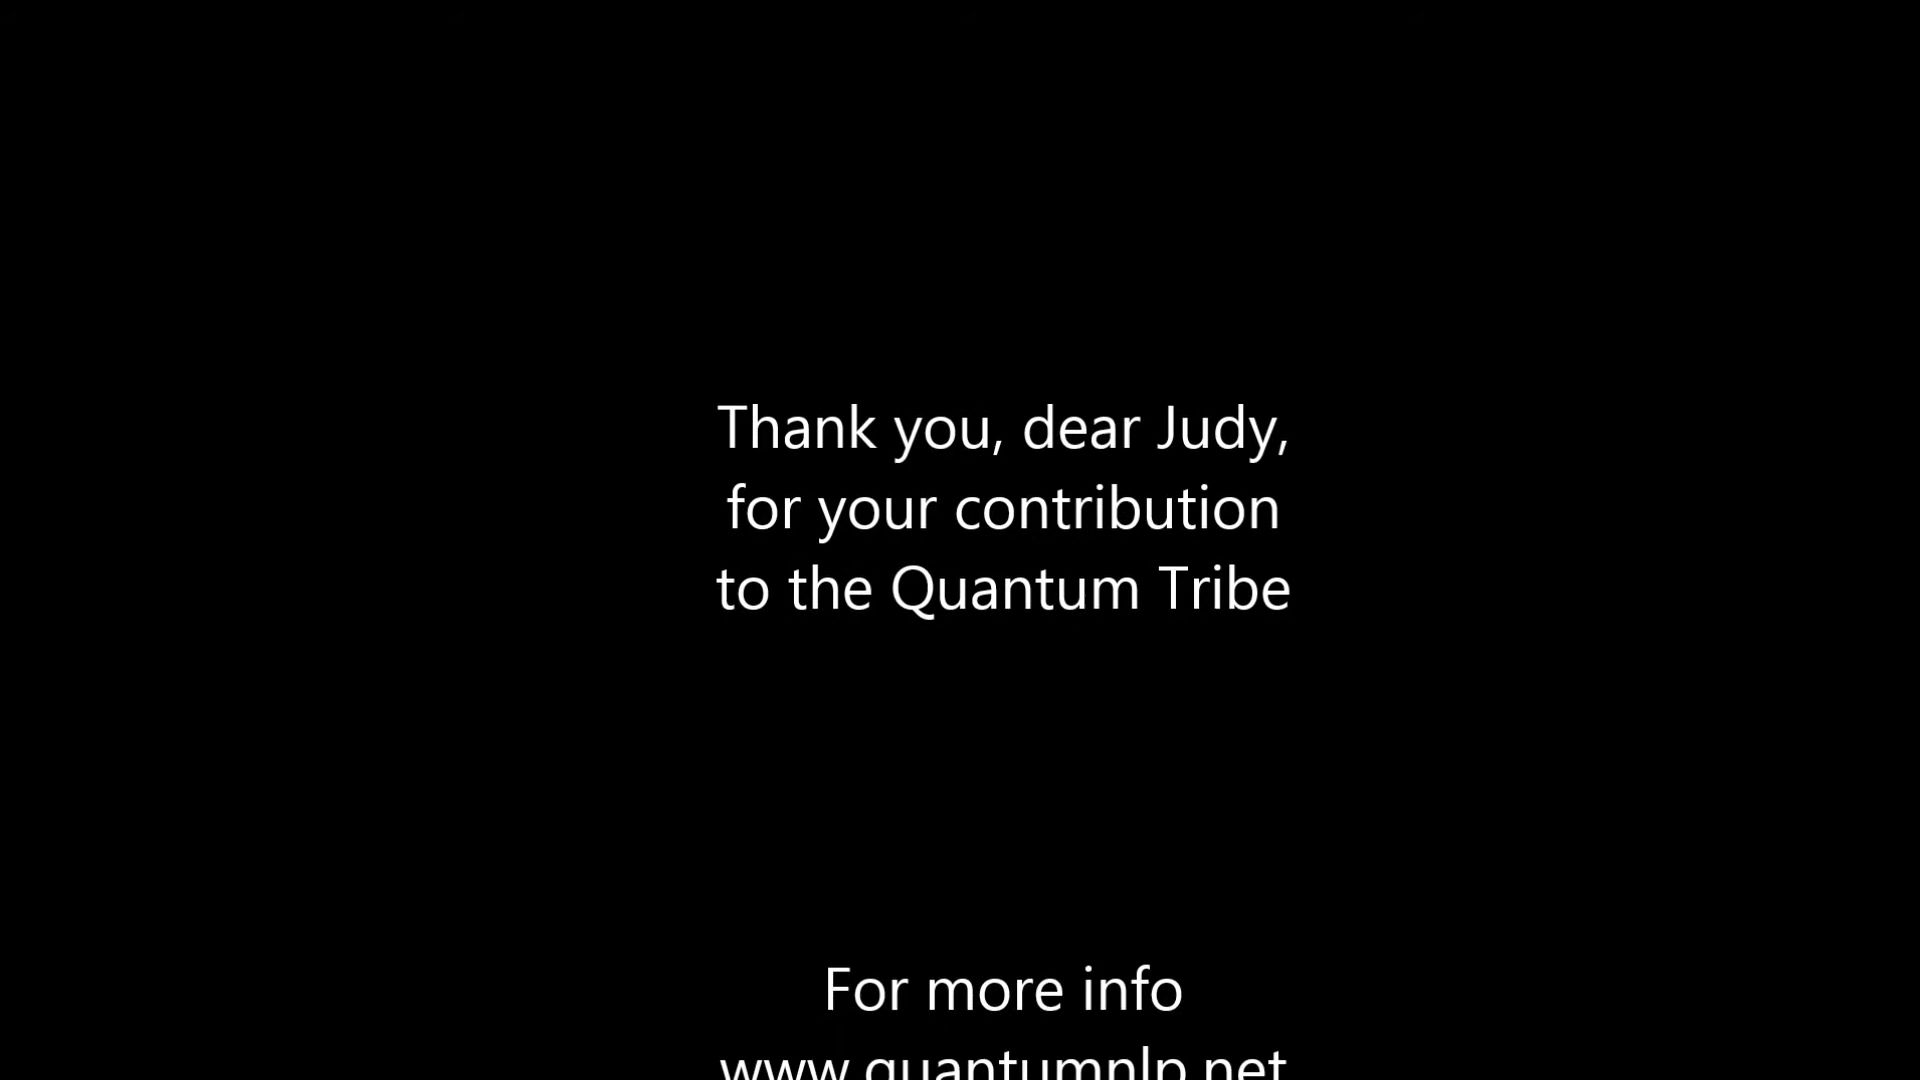 Thank you, dear Judy,
for your contribution
to the Quantum Tribe
For more info
www.quantumnlp.net